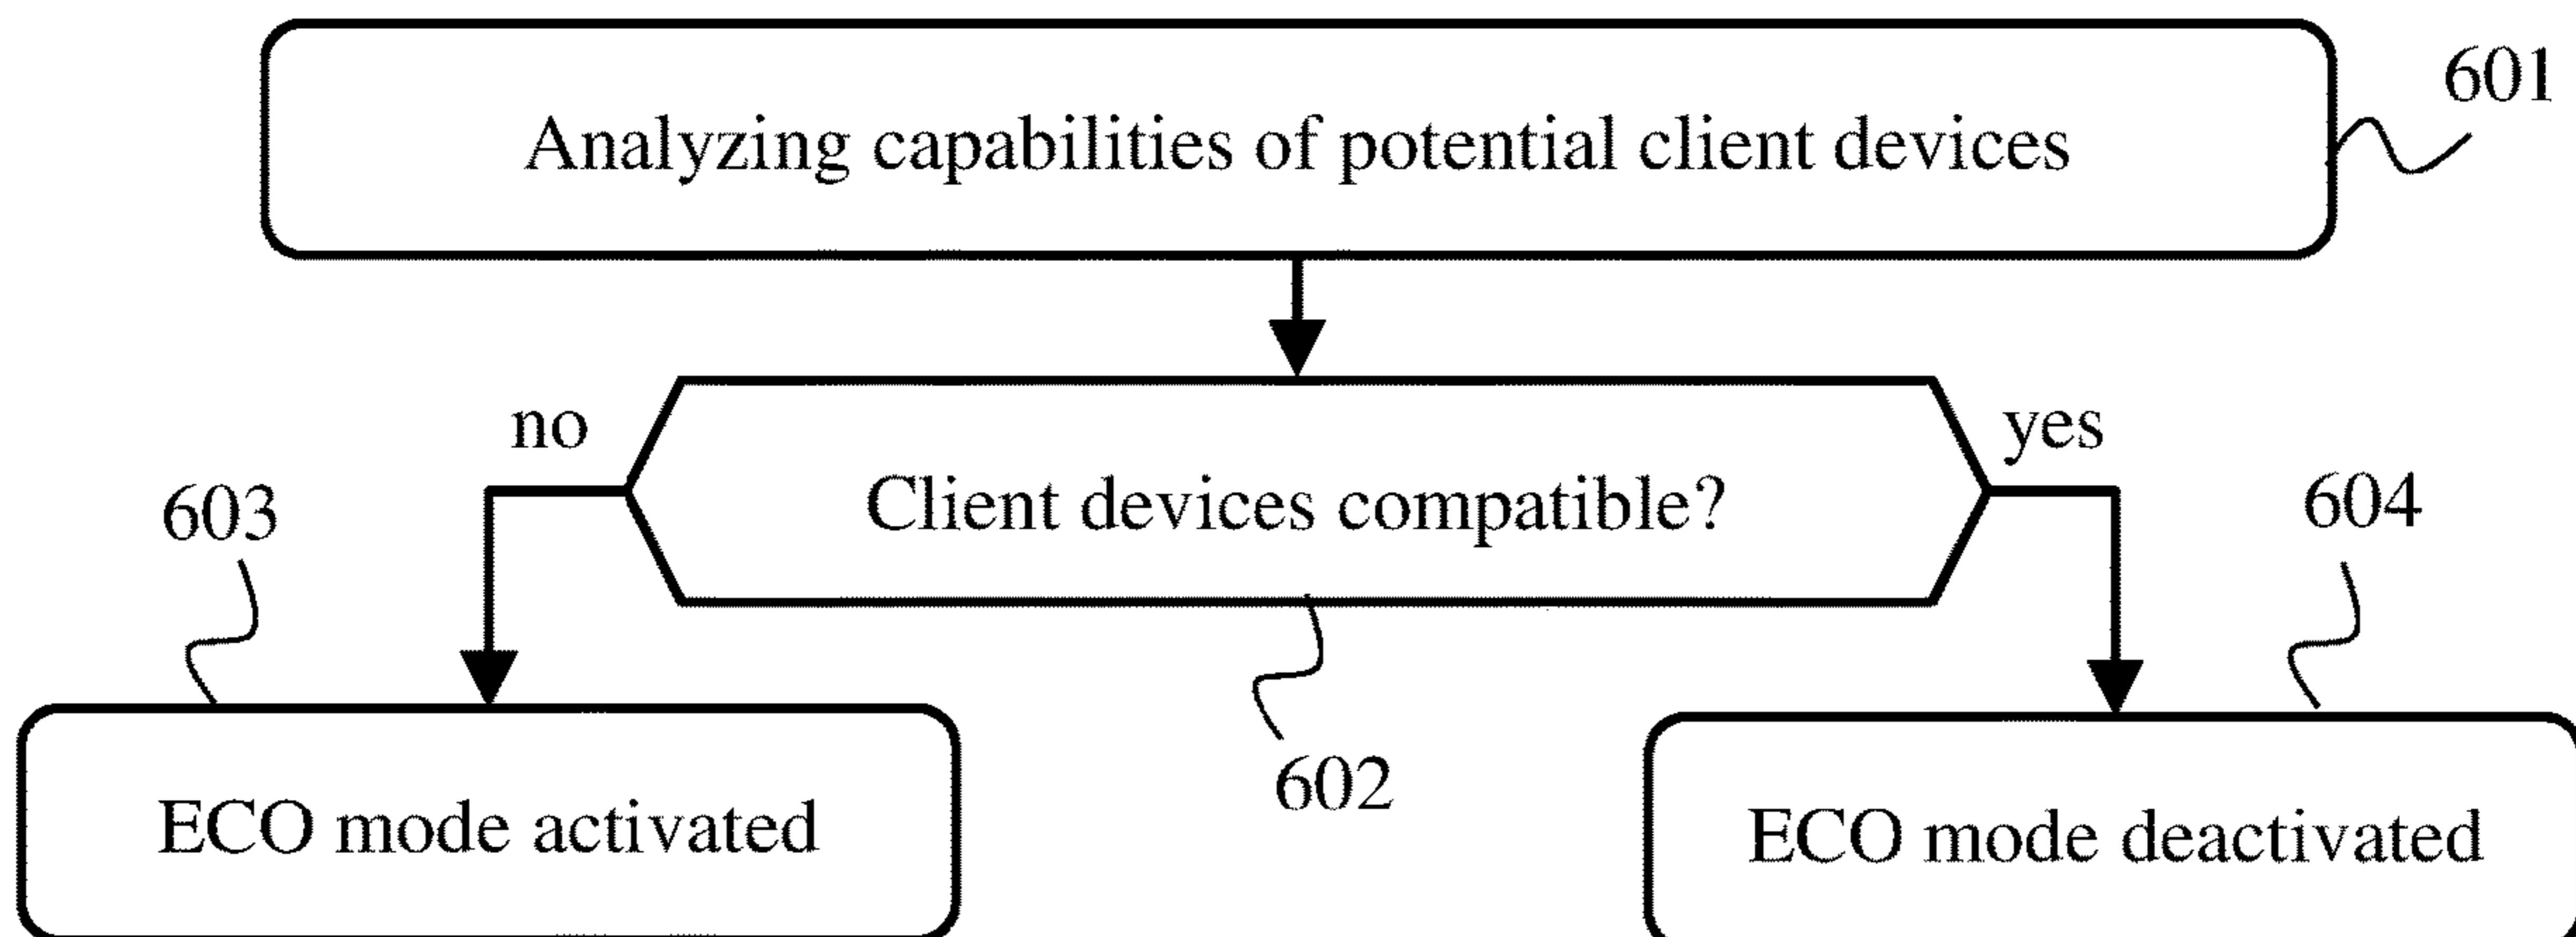 601
Analyzing capabilities of potential client devices
no
yes
Client devices compatible?
603
604
602
ECO mode activated
ECO mode deactivated